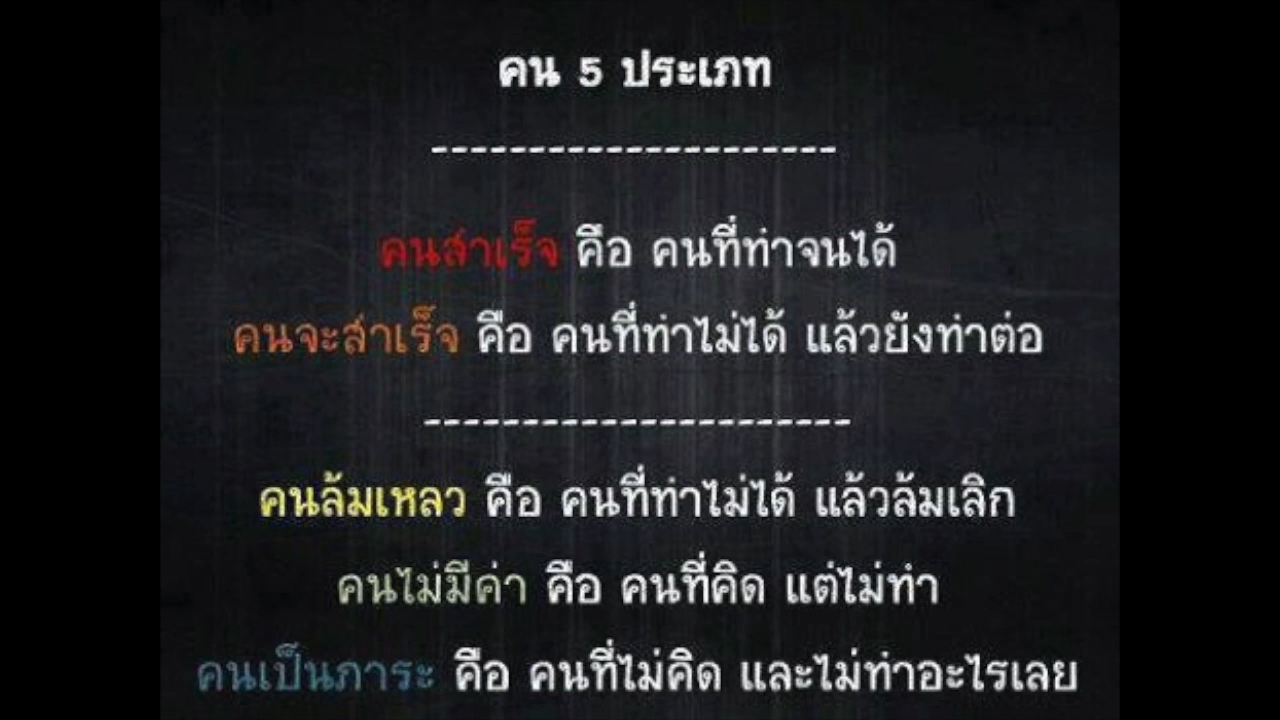 คน 5 ประเภท
---------------------
คนสำเร็จ คือ คนที่ทำจนได้
คนจะสำเร็จ คือ คนที่ทำไม่ได้ แล้วยังทำต่อ
----------------------
คนล้มเหลว คือ คนที่ทำไม่ได้ แล้วล้มเลิก
คนไม่มีค่า คือ คนที่คิด แต่ไม่ทำ
คนเป็นภาระ คือ คนที่ไม่คิด และไม่ทำอะไรเลย